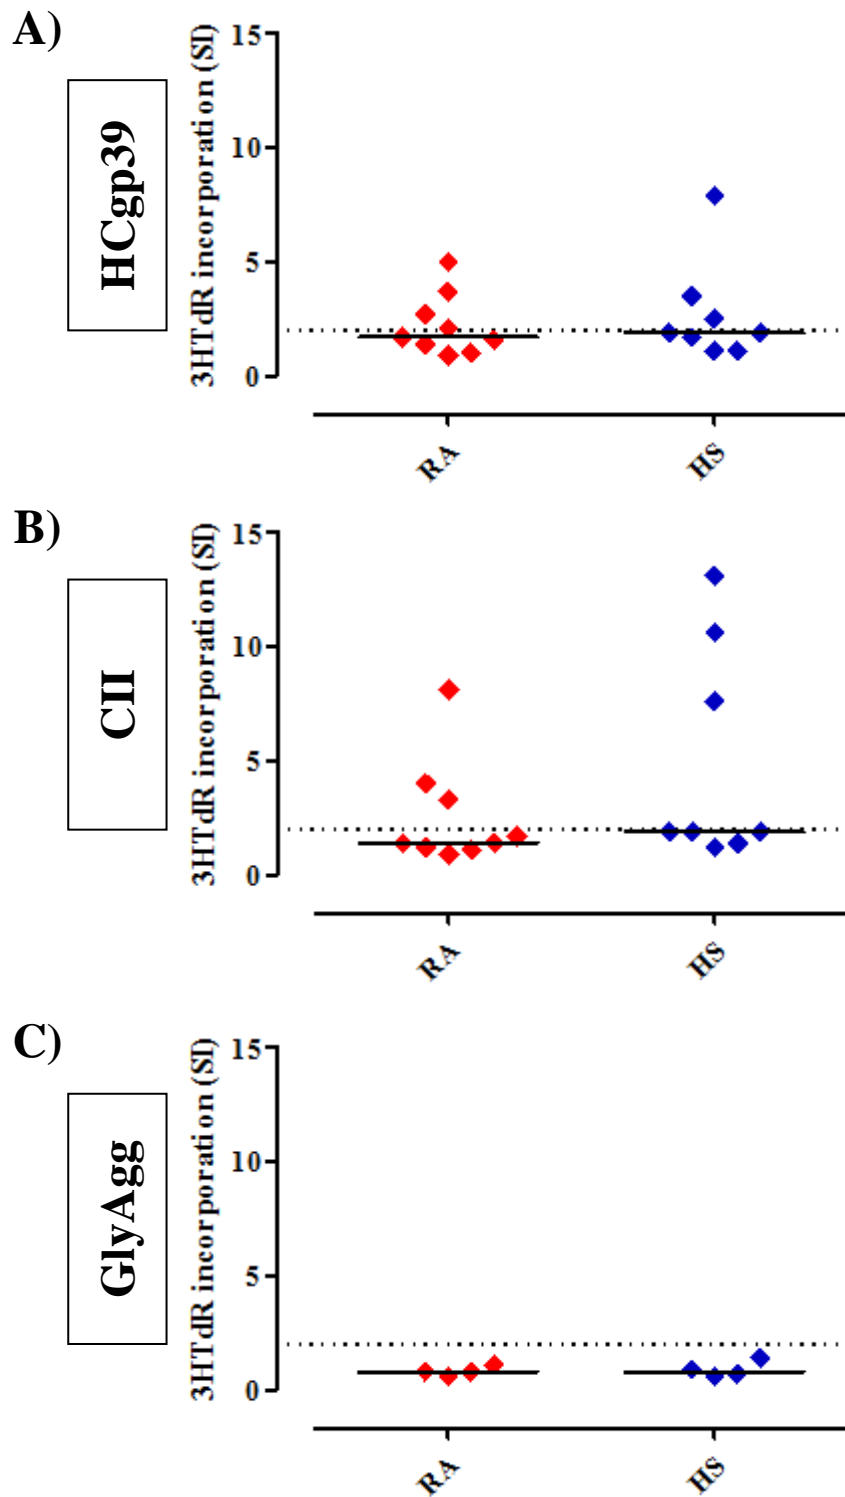 A)
HCgp39
3HTdR incorporation (SI)
15
10
5
0
RA
HS
B)
CII
3HTdR incorporation (SI)
15
10
5
0
RA
HS
C)
GlyAgg
3HTdR incorporation (SI)
15
10
5
0
RA
HS